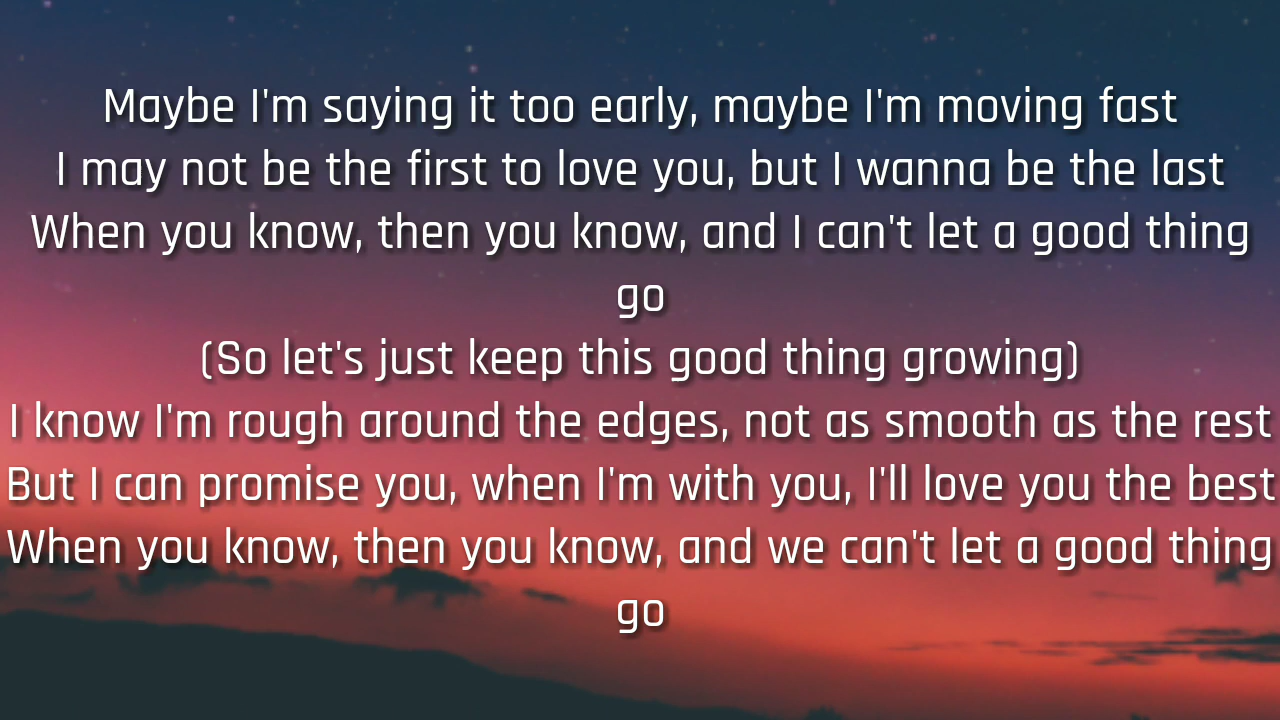 Maybe I'm saying it too early, maybe I'm moving fast
I may not be the first to love you, but I wanna be the last
When you know, then you know, and I can't let a good thing
go
(So let's just keep this good thing growing)
I know I'm rough around the edges, not as smooth as the rest
But I can promise you, when I'm with you, I'll love you the best
When you know, then you know, and we can't let a good thing
go